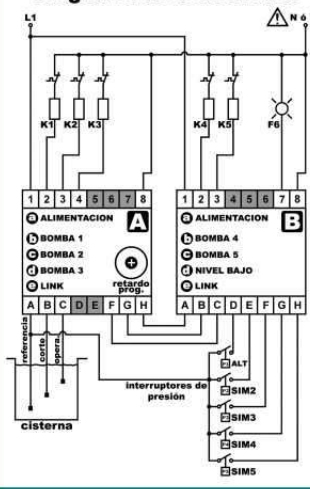 L1
N ó
K1 K2 K3
K4 K5
F6
1 2 3 4 5 6 7 8
1 2 3 4 5 6 7 8
a ALIMENTACION
A
b BOMBA 1
c BOMBA 2
d BOMBA 3
e LINK
retardo
prog.
a ALIMENTACION
B
b BOMBA 4
c BOMBA 5
d NIVEL BAJO
e LINK
A B C D E F G H
A B C D E F G H
referencia
corte
opera.
cisterna
interruptores de
presión
ALT
SIM2
SIM3
SIM4
SIM5